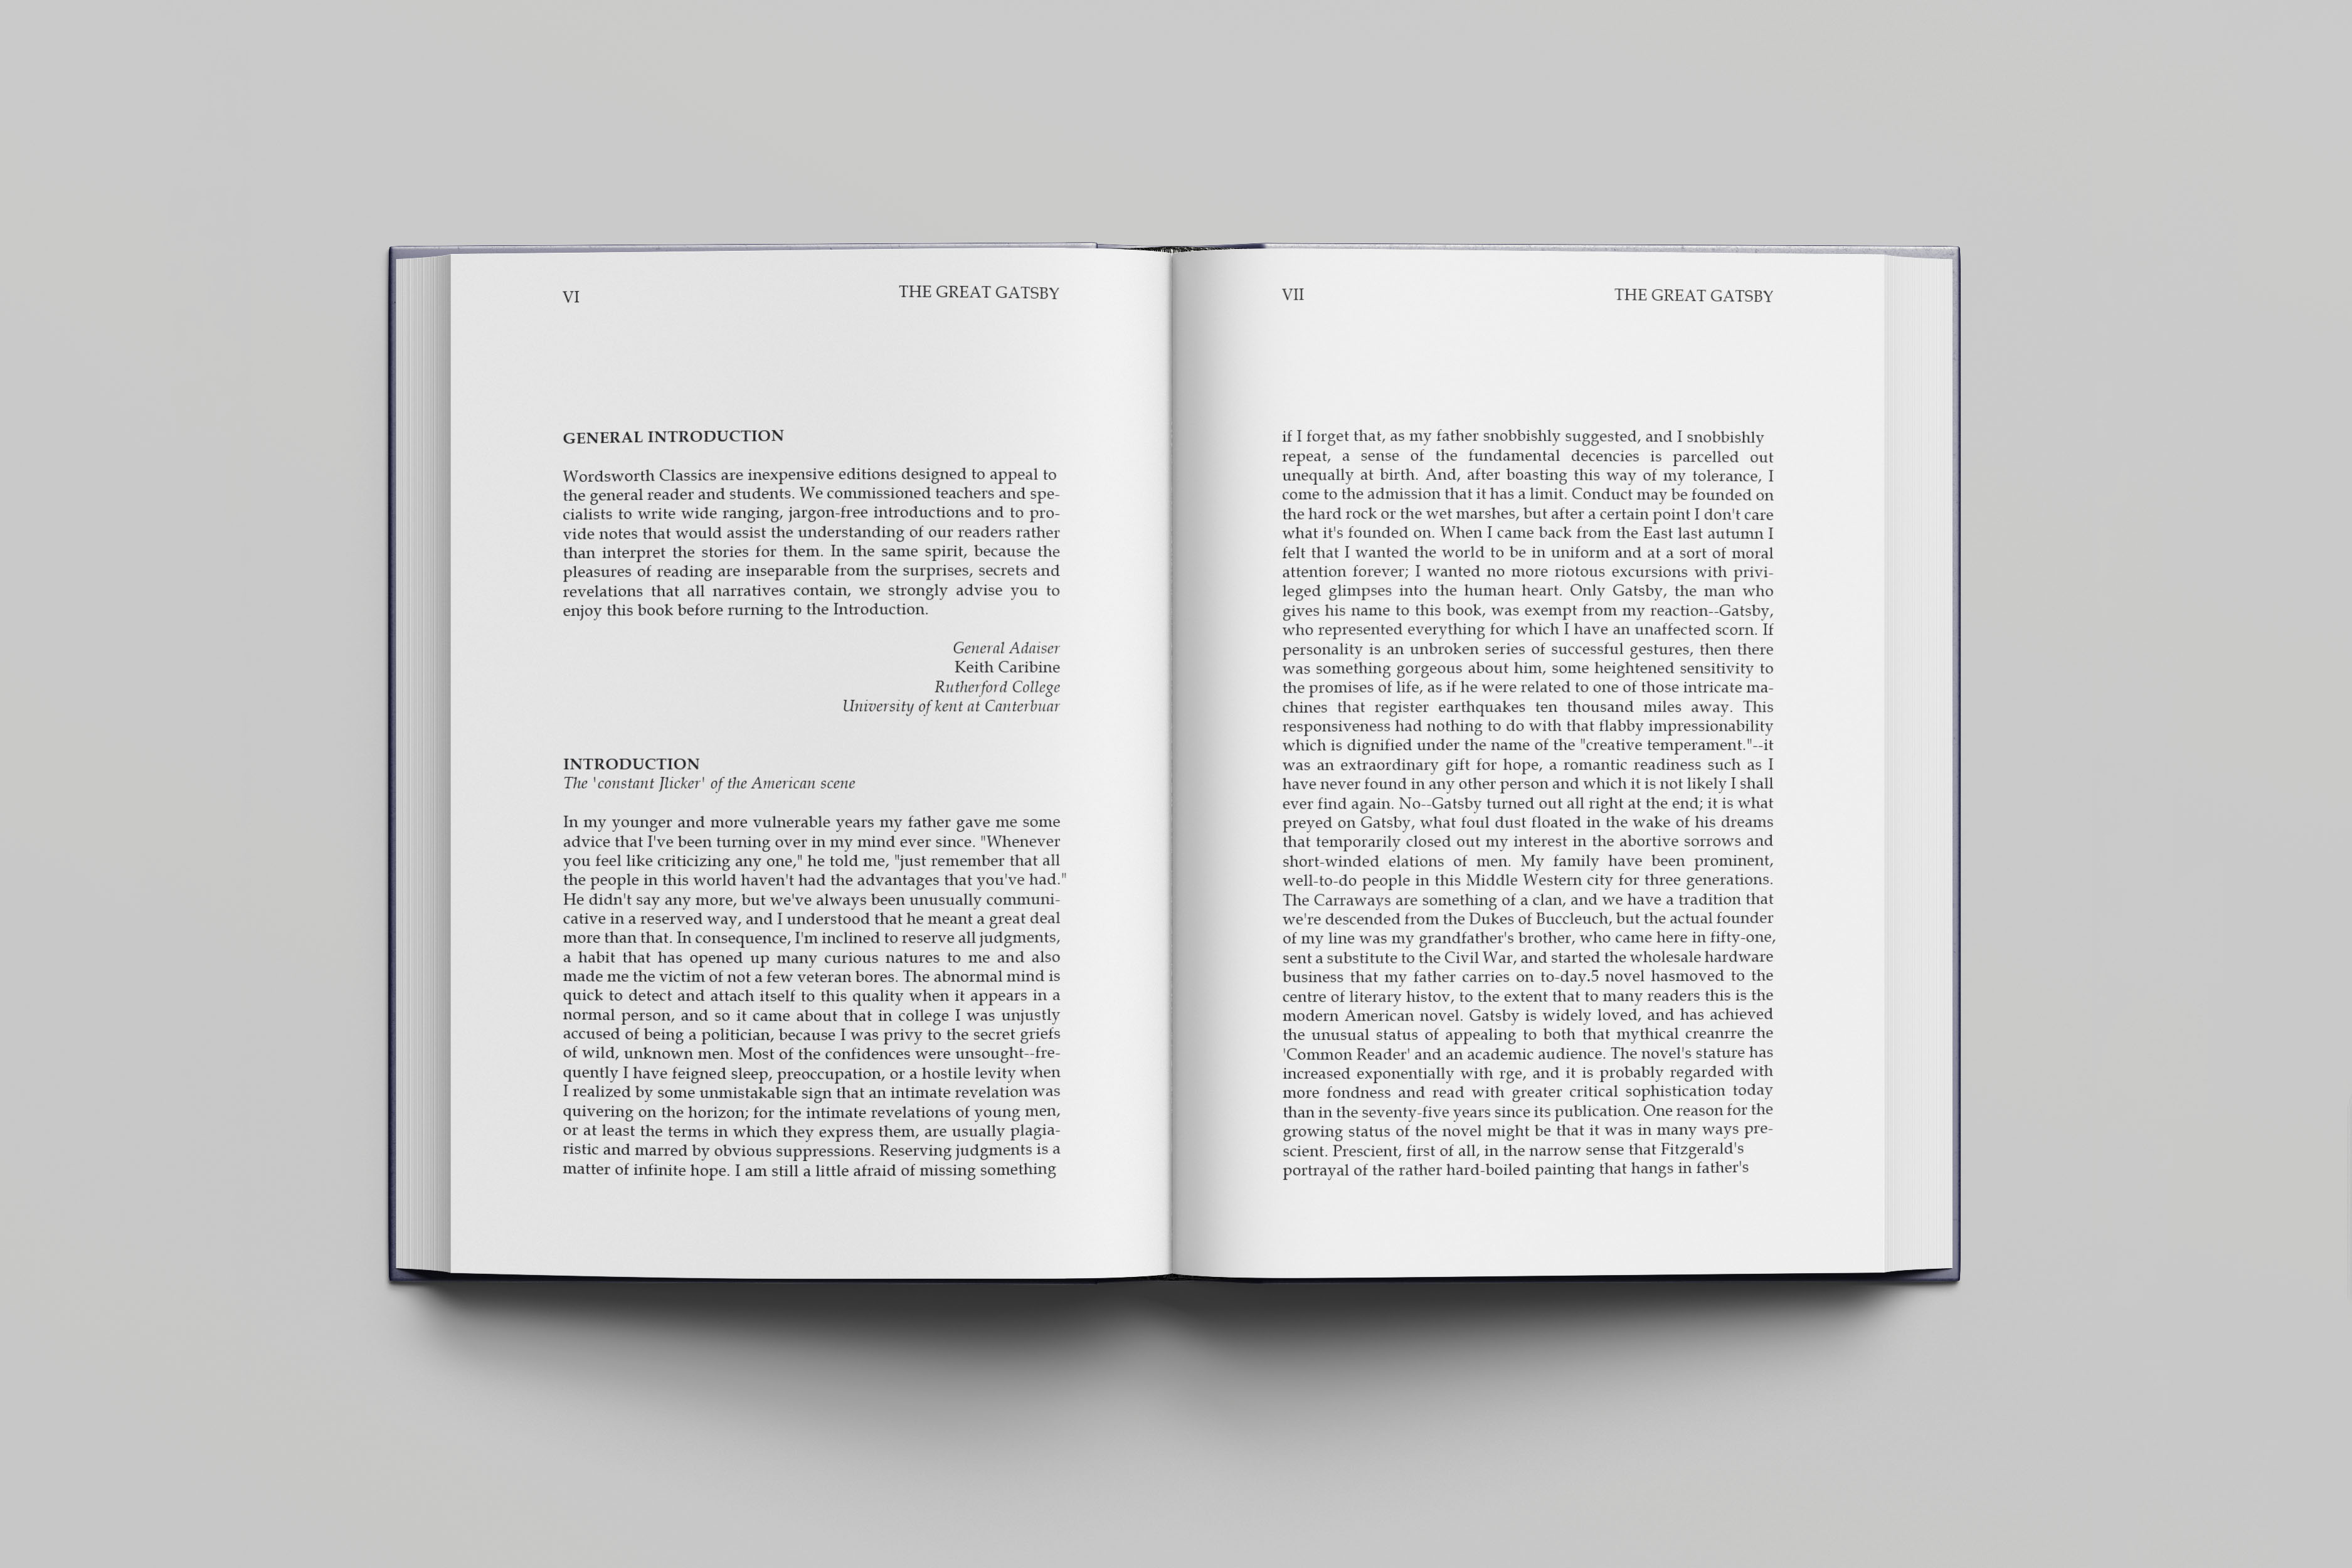 VI THE GREAT GATSBY
GENERAL INTRODUCTION
Wordsworth Classics are inexpensive editions designed to appeal to
the general reader and students. We commissioned teachers and spe-
cialists to write wide ranging, jargon-free introductions and to pro-
vide notes that would assist the understanding of our readers rather
than interpret the stories for them. In the same spirit, because the
pleasures of reading are inseparable from the surprises, secrets and
revelations that all narratives contain, we strongly advise you to
enjoy this book before rurning to the Introduction.
General Adaiser
Keith Caribine
Rutherford College
University of kent at Canterbuar
INTRODUCTION
The 'constant Jlicker' of the American scene
In my younger and more vulnerable years my father gave me some
advice that I've been turning over in my mind ever since. "Whenever
you feel like criticizing any one," he told me, "just remember that all
the people in this world haven't had the advantages that you've had."
He didn't say any more, but we've always been unusually communi-
cative in a reserved way, and I understood that he meant a great deal
more than that. In consequence, I'm inclined to reserve all judgments,
a habit that has opened up many curious natures to me and also
made me the victim of not a few veteran bores. The abnormal mind is
quick to detect and attach itself to this quality when it appears in a
normal person, and so it came about that in college I was unjustly
accused of being a politician, because I was privy to the secret griefs
of wild, unknown men. Most of the confidences were unsought--fre-
quently I have feigned sleep, preoccupation, or a hostile levity when
I realized by some unmistakable sign that an intimate revelation was
quivering on the horizon; for the intimate revelations of young men,
or at least the terms in which they express them, are usually plagia-
ristic and marred by obvious suppressions. Reserving judgments is a
matter of infinite hope. I am still a little afraid of missing something
VII THE GREAT GATSBY
if I forget that, as my father snobbishly suggested, and I snobbishly
repeat, a sense of the fundamental decencies is parcelled out
unequally at birth. And, after boasting this way of my tolerance, I
come to the admission that it has a limit. Conduct may be founded on
the hard rock or the wet marshes, but after a certain point I don't care
what it's founded on. When I came back from the East last autumn I
felt that I wanted the world to be in uniform and at a sort of moral
attention forever; I wanted no more riotous excursions with privi-
leged glimpses into the human heart. Only Gatsby, the man who
gives his name to this book, was exempt from my reaction--Gatsby,
who represented everything for which I have an unaffected scorn. If
personality is an unbroken series of successful gestures, then there
was something gorgeous about him, some heightened sensitivity to
the promises of life, as if he were related to one of those intricate ma-
chines that register earthquakes ten thousand miles away. This
responsiveness had nothing to do with that flabby impressionability
which is dignified under the name of the "creative temperament."--it
was an extraordinary gift for hope, a romantic readiness such as I
have never found in any other person and which it is not likely I shall
ever find again. No--Gatsby turned out all right at the end; it is what
preyed on Gatsby, what foul dust floated in the wake of his dreams
that temporarily closed out my interest in the abortive sorrows and
short-winded elations of men. My family have been prominent,
well-to-do people in this Middle Western city for three generations.
The Carraways are something of a clan, and we have a tradition that
we're descended from the Dukes of Buccleuch, but the actual founder
of my line was my grandfather's brother, who came here in fifty-one,
sent a substitute to the Civil War, and started the wholesale hardware
business that my father carries on to-day.5 novel hasmoved to the
centre of literary histov, to the extent that to many readers this is the
modern American novel. Gatsby is widely loved, and has achieved
the unusual status of appealing to both that mythical creanrre the
'Common Reader' and an academic audience. The novel's stature has
increased exponentially with rge, and it is probably regarded with
more fondness and read with greater critical sophistication today
than in the seventy-five years since its publication. One reason for the
growing status of the novel might be that it was in many ways pre-
scient. Prescient, first of all, in the narrow sense that Fitzgerald's
portrayal of the rather hard-boiled painting that hangs in father's